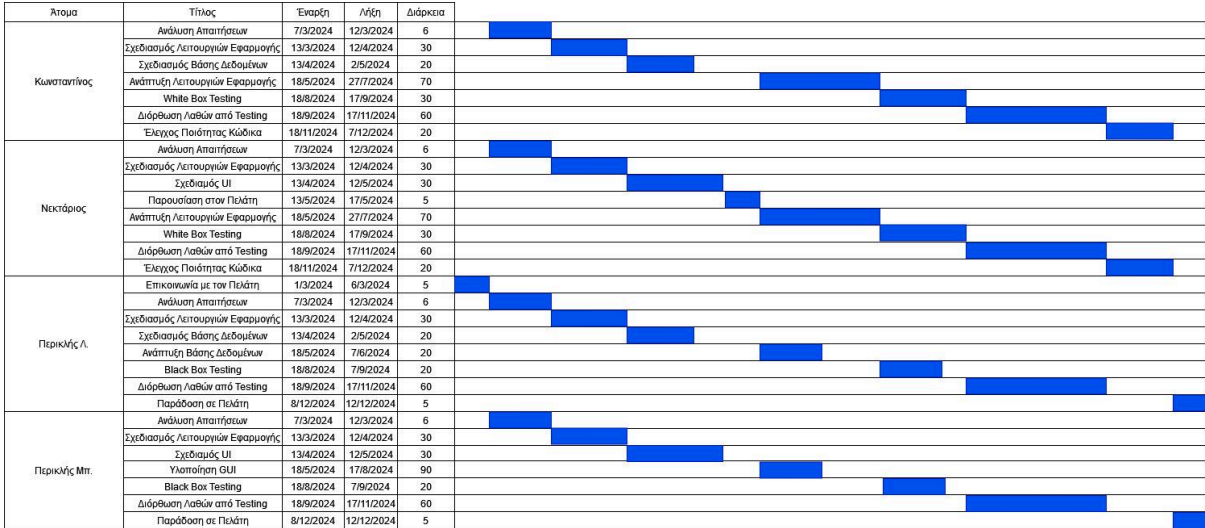 Άτομα Τίτλος Έναρξη Λήξη Διάρκεια
Ανάλυση Απαιτήσεων 7/3/2024 12/3/2024 6
Σχεδιασμός Λειτουργιών Εφαρμογής 13/3/2024 12/4/2024 30
Σχεδιασμός Βάσης Δεδομένων 13/4/2024 2/5/2024 20
Κωνσταντίνος Ανάπτυξη Λειτουργιών Εφαρμογής 18/5/2024 27/7/2024 70
White Box Testing 18/8/2024 17/9/2024 30
Διόρθωση Λαθών από Testing 18/9/2024 17/11/2024 60
Έλεγχος Ποιότητας Κώδικα 18/11/2024 7/12/2024 20
Ανάλυση Απαιτήσεων 7/3/2024 12/3/2024 6
Σχεδιασμός Λειτουργιών Εφαρμογής 13/3/2024 12/4/2024 30
Σχεδιαμός UI 13/4/2024 12/5/2024 30
Νεκτάριος Παρουσίαση στον Πελάτη 13/5/2024 17/5/2024 5
Ανάπτυξη Λειτουργιών Εφαρμογής 18/5/2024 27/7/2024 70
White Box Testing 18/8/2024 17/9/2024 30
Διόρθωση Λαθών από Testing 18/9/2024 17/11/2024 60
Έλεγχος Ποιότητας Κώδικα 18/11/2024 7/12/2024 20
Επικοινωνία με τον Πελάτη 1/3/2024 6/3/2024 5
Ανάλυση Απαιτήσεων 7/3/2024 12/3/2024 6
Σχεδιασμός Λειτουργιών Εφαρμογής 13/3/2024 12/4/2024 30
Περικλής Λ. Σχεδιασμός Βάσης Δεδομένων 13/4/2024 2/5/2024 20
Ανάπτυξη Βάσης Δεδομένων 18/5/2024 7/6/2024 20
Black Box Testing 18/8/2024 7/9/2024 20
Διόρθωση Λαθών από Testing 18/9/2024 17/11/2024 60
Παράδοση σε Πελάτη 8/12/2024 12/12/2024 5
Ανάλυση Απαιτήσεων 7/3/2024 12/3/2024 6
Σχεδιασμός Λειτουργιών Εφαρμογής 13/3/2024 12/4/2024 30
Σχεδιαμός UI 13/4/2024 12/5/2024 30
Περικλής Μπ. Υλοποίηση GUI 18/5/2024 17/8/2024 90
Black Box Testing 18/8/2024 7/9/2024 20
Διόρθωση Λαθών από Testing 18/9/2024 17/11/2024 60
Παράδοση σε Πελάτη 8/12/2024 12/12/2024 5